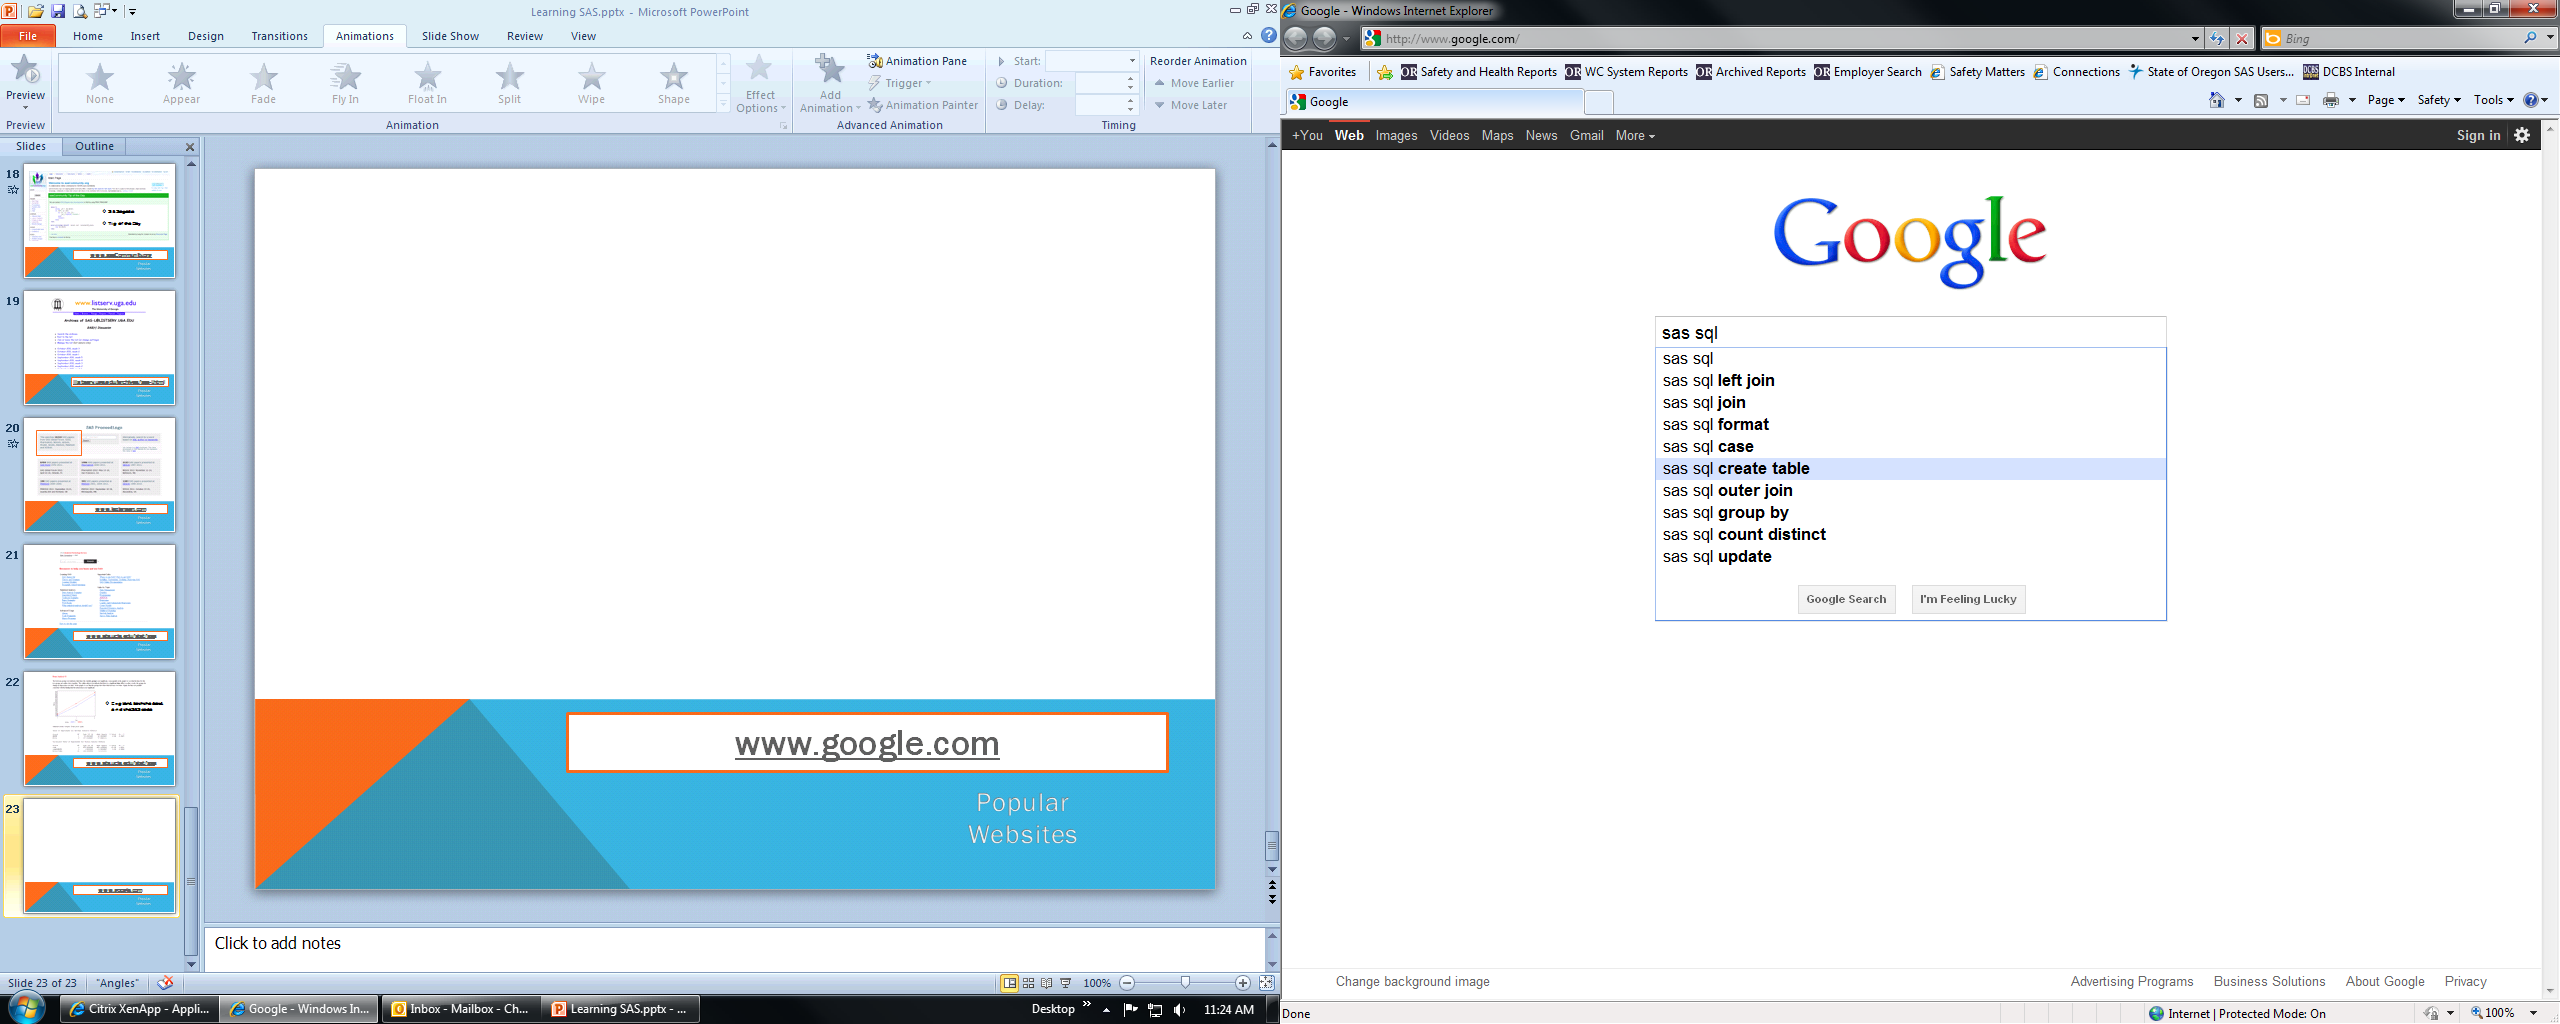 Learning SAS.pptx - Microsoft PowerPoint
File Home Insert Design Transitions Animations Slide Show Review View
Preview
None Appear Fade Fly In Float In Split Wipe Shape
Effect Options
Add Animation
Animation Pane
Trigger
Animation Painter
Start:
Duration:
Delay:
Reorder Animation
Move Earlier
Move Later
Preview Animation Advanced Animation Timing
Slides Outline
18
19
www.listserv.uga.edu
20
SAS Proceedings
21
22
23
www.google.com
Popular
Websites
Click to add notes
Slide 23 of 23 "Angles" 100%
Citrix XenApp - Appli... Google - Windows In... Inbox - Mailbox - Ch... Learning SAS.pptx - ... Desktop » 11:24 AM
Google - Windows Internet Explorer
http://www.google.com/ Bing
Favorites OR Safety and Health Reports OR WC System Reports OR Archived Reports OR Employer Search Safety Matters Connections State of Oregon SAS Users... DCBS Internal
Google Page Safety Tools
+You Web Images Videos Maps News Gmail More Sign in
Google
sas sql
sas sql
sas sql left join
sas sql join
sas sql format
sas sql case
sas sql create table
sas sql outer join
sas sql group by
sas sql count distinct
sas sql update
Google Search I'm Feeling Lucky
Change background image Advertising Programs Business Solutions About Google Privacy
Done Internet | Protected Mode: On 100%